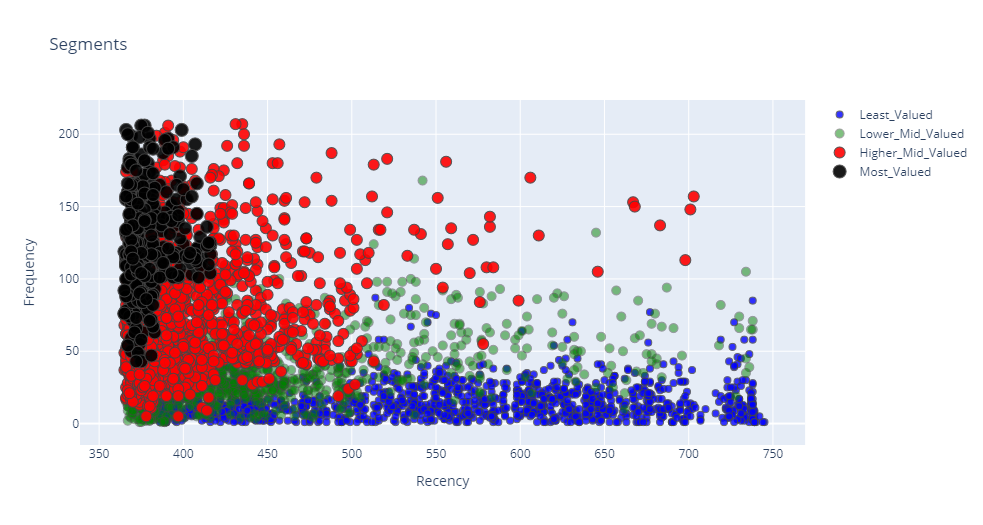 Segments
Frequency
200
150
100
50
0
350 400 450 500 550 600 650 700 750
Recency
Least_Valued
Lower_Mid_Valued
Higher_Mid_Valued
Most_Valued